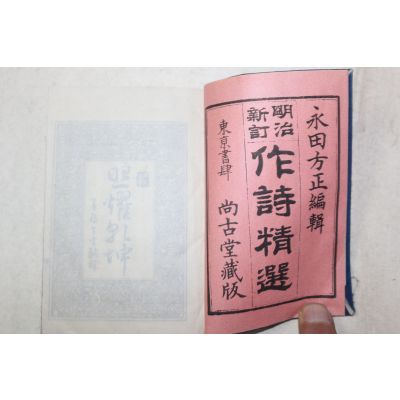 永田方正編輯
明治
新訂
作詩精選
東京書肆
尚古堂藏版